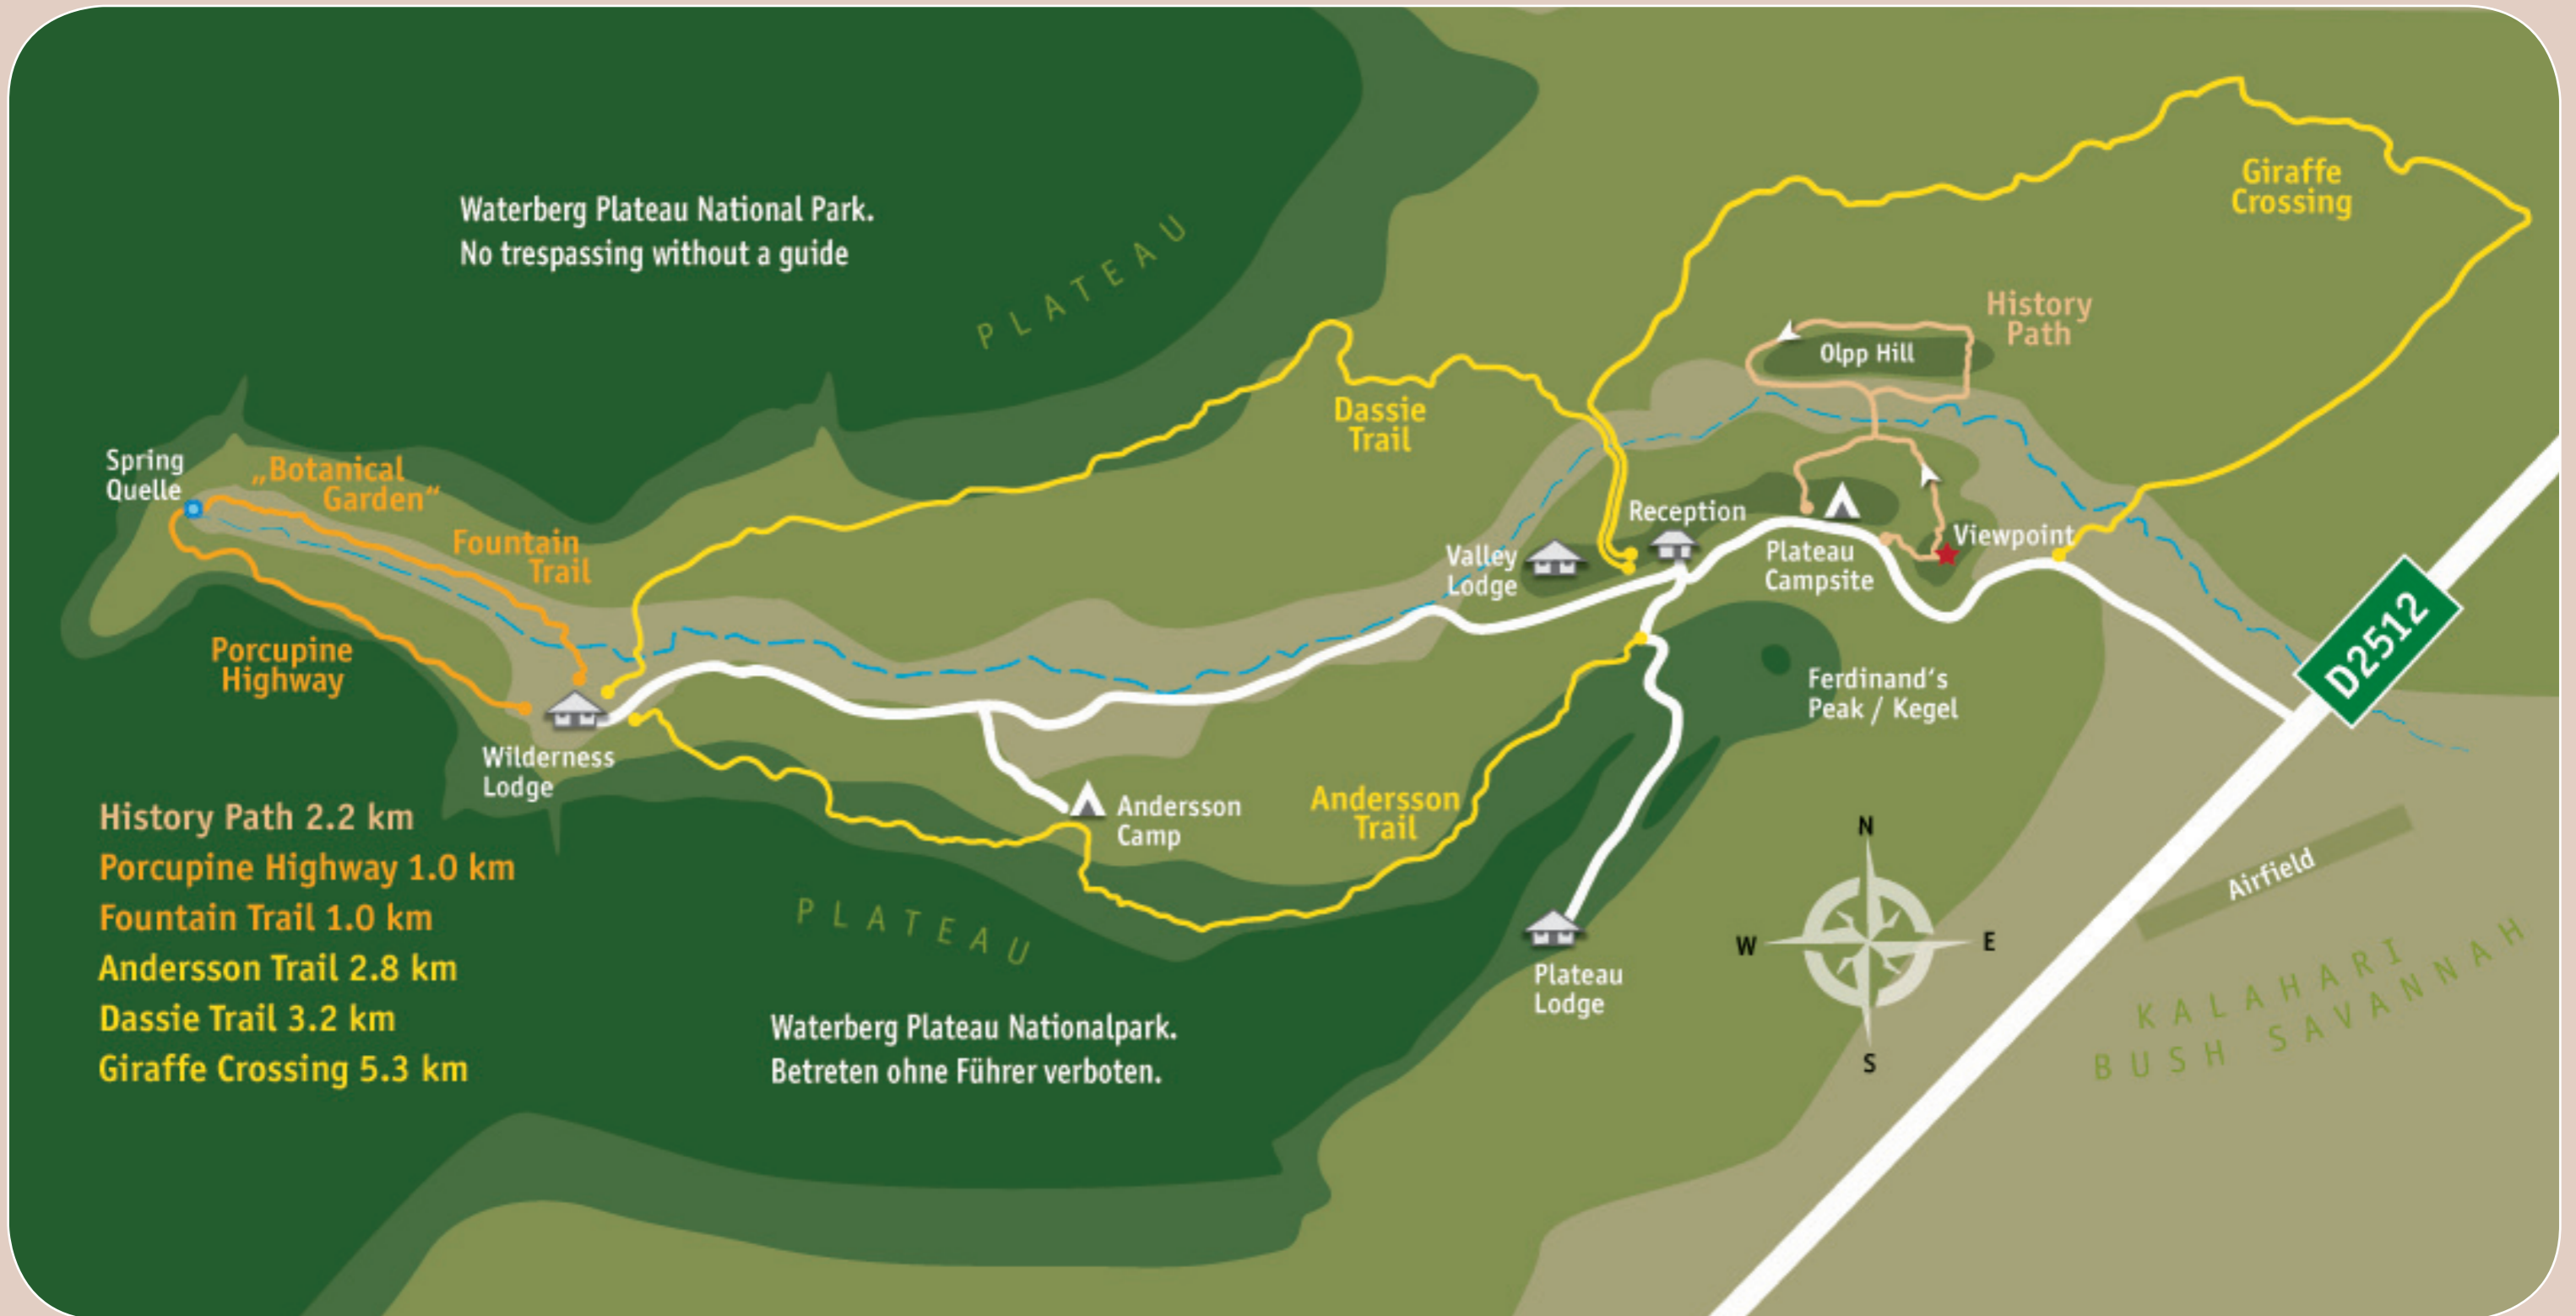 Waterberg Plateau National Park.
No trespassing without a guide
PLATEAU
Giraffe
Crossing
History
Path
Olpp Hill
Dassie
Trail
Spring
Quelle
„Botanical
Garden“
Fountain
Trail
Reception
Valley
Lodge
Plateau
Campsite
Viewpoint
Porcupine
Highway
D2512
Ferdinand's
Peak / Kegel
Wilderness
Lodge
Andersson
Camp
Andersson
Trail
History Path 2.2 km
Porcupine Highway 1.0 km
Fountain Trail 1.0 km
Andersson Trail 2.8 km
Dassie Trail 3.2 km
Giraffe Crossing 5.3 km
PLATEAU
Waterberg Plateau Nationalpark.
Betreten ohne Führer verboten.
Plateau
Lodge
N
W
E
S
Airfield
KALAHARI
BUSH SAVANNAH